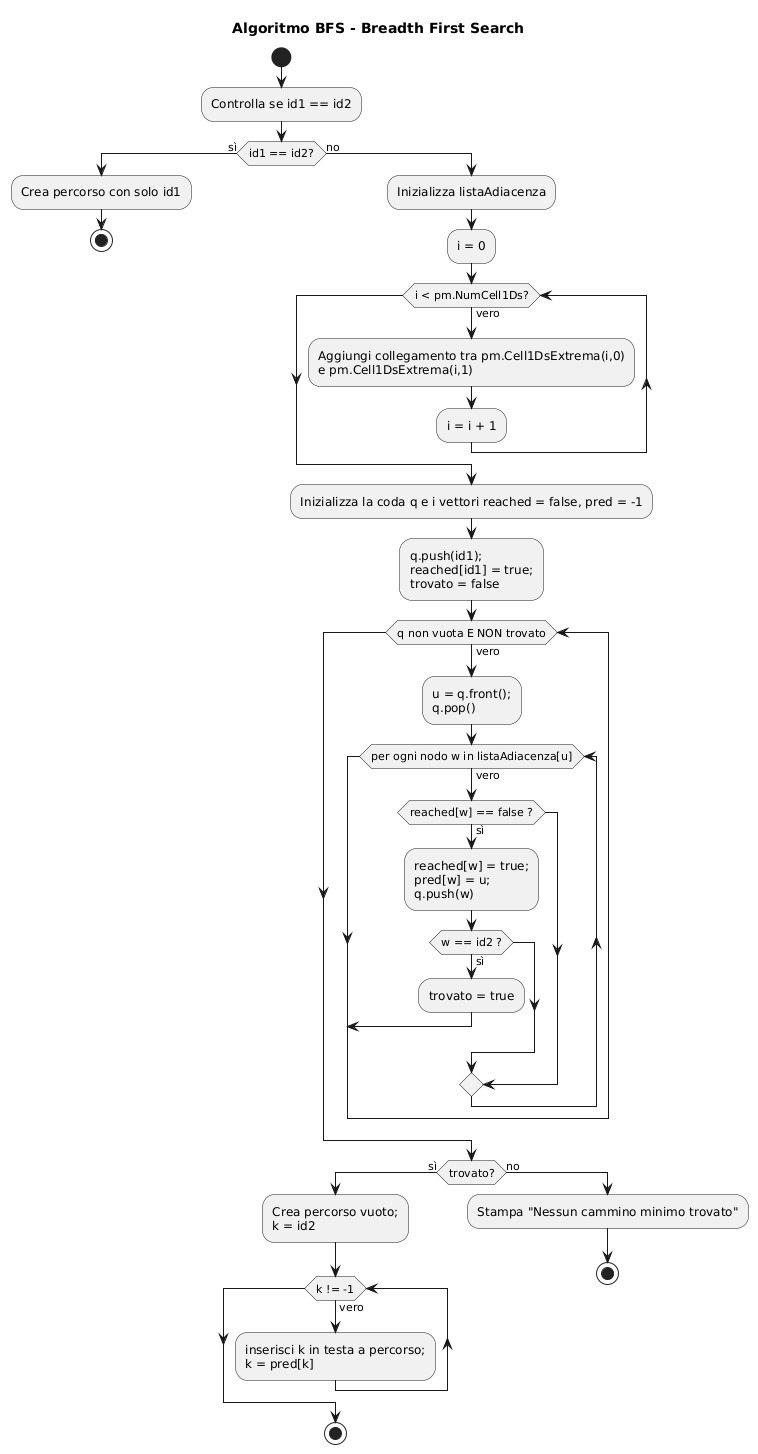 Algoritmo BFS - Breadth First Search
Controlla se id1 == id2
sì
id1 == id2?
no
Crea percorso con solo id1
Inizializza listaAdiacenza
i = 0
i < pm.NumCell1Ds?
vero
Aggiungi collegamento tra pm.Cell1DsExtrema(i,0)
e pm.Cell1DsExtrema(i,1)
i = i + 1
Inizializza la coda q e i vettori reached = false, pred = -1
q.push(id1);
reached[id1] = true;
trovato = false
q non vuota E NON trovato
vero
u = q.front();
q.pop()
per ogni nodo w in listaAdiacenza[u]
vero
reached[w] == false ?
sì
reached[w] = true;
pred[w] = u;
q.push(w)
w == id2 ?
sì
trovato = true
sì
trovato?
no
Crea percorso vuoto;
k = id2
Stampa "Nessun cammino minimo trovato"
k != -1
vero
inserisci k in testa a percorso;
k = pred[k]